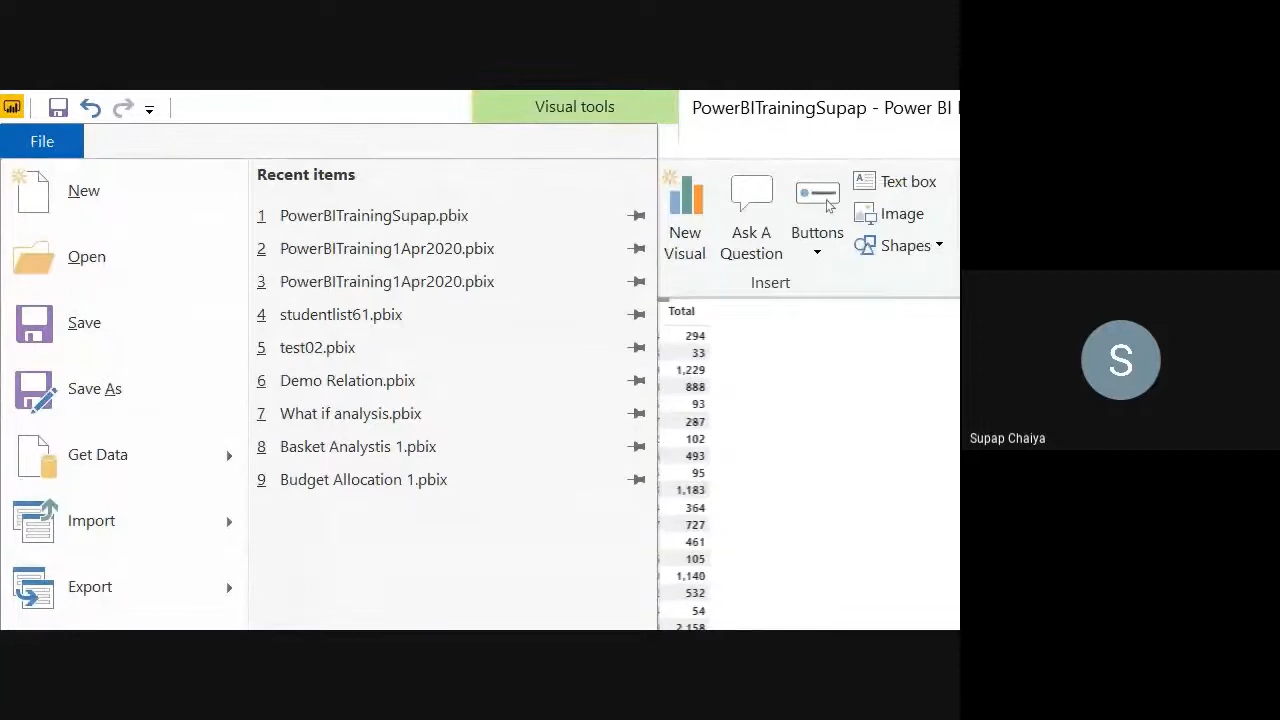 Visual tools
PowerBITrainingSupap - Power BI
File
New
Open
Save
Save As
Get Data
Import
Export
Recent items
1 PowerBITrainingSupap.pbix
2 PowerBITraining1Apr2020.pbix
3 PowerBITraining1Apr2020.pbix
4 studentlist61.pbix
5 test02.pbix
6 Demo Relation.pbix
7 What if analysis.pbix
8 Basket Analystis 1.pbix
9 Budget Allocation 1.pbix
New
Visual
Ask A
Question
Buttons
Text box
Image
Shapes
Insert
Total
294
33
1,229
888
93
287
102
493
95
1,183
364
727
461
105
1,140
532
54
2,158
S
Supap Chaiya